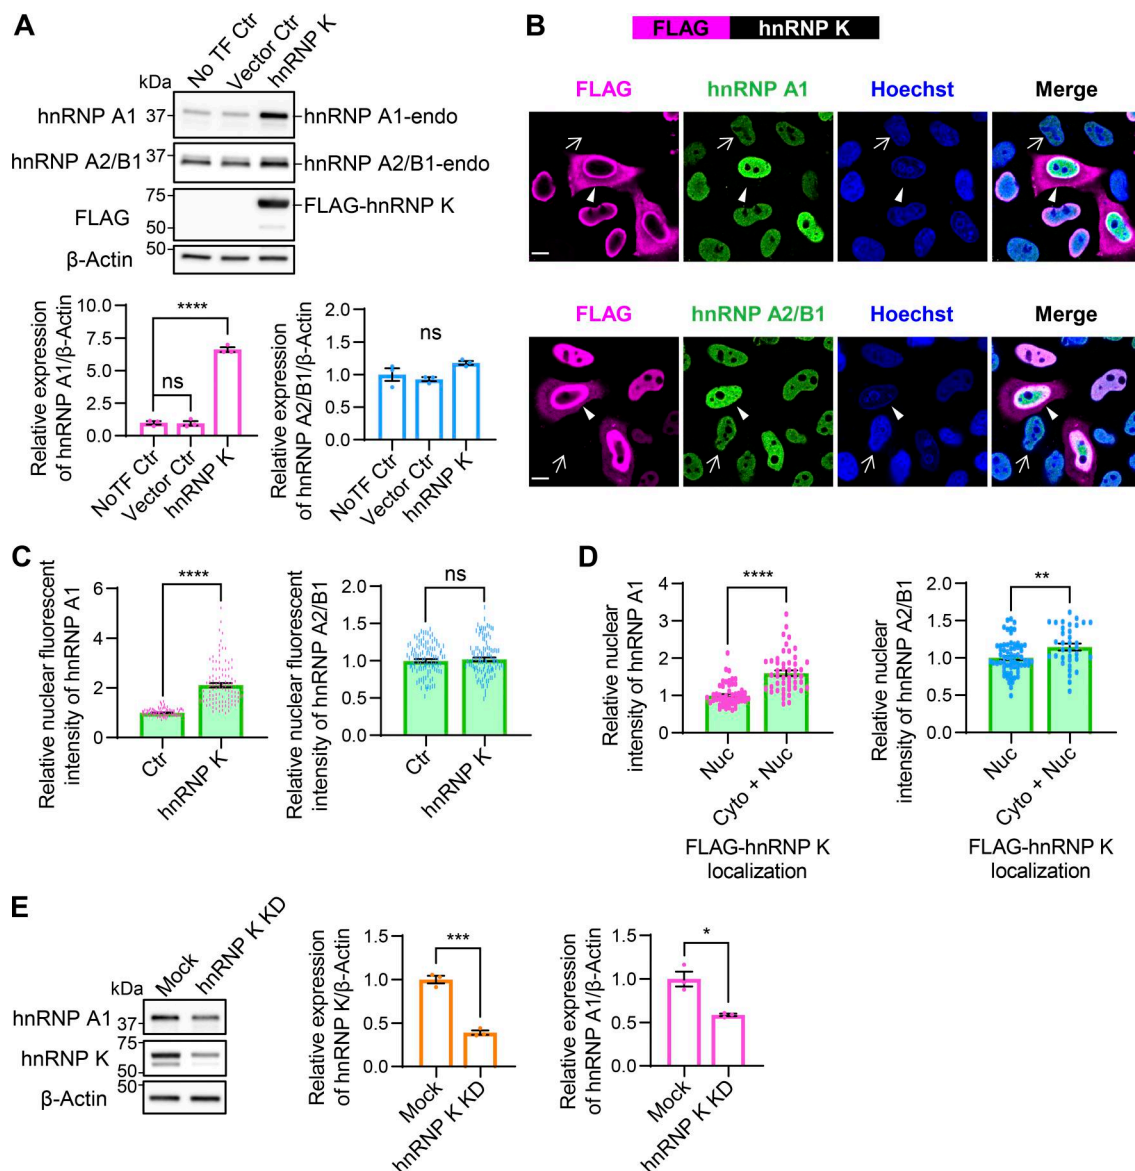 A
No TF Ctr
Vector Ctr
hnRNP K
kDa
hnRNP A1
37
hnRNP A1-endo
hnRNP A2/B1
37
hnRNP A2/B1-endo
75
FLAG
50
FLAG-hnRNP K
50
β-Actin
Relative expression
of hnRNP A1/β-Actin
10.0
7.5
5.0
2.5
0.0
ns
****
NoTF Ctr
Vector Ctr
hnRNP K
Relative expression
of hnRNP A2/B1/β-Actin
2.0
1.5
1.0
0.5
0.0
ns
NoTF Ctr
Vector Ctr
hnRNP K
B
FLAG hnRNP K
FLAG hnRNP A1 Hoechst Merge
FLAG hnRNP A2/B1 Hoechst Merge
C
Relative nuclear fluorescent
intensity of hnRNP A1
6
4
2
0
****
Ctr
hnRNP K
Relative nuclear fluorescent
intensity of hnRNP A2/B1
2.0
1.5
1.0
0.5
0.0
ns
Ctr
hnRNP K
D
Relative nuclear
intensity of hnRNP A1
4
3
2
1
0
****
Nuc
Cyto + Nuc
FLAG-hnRNP K
localization
Relative nuclear
intensity of hnRNP A2/B1
2.0
1.5
1.0
0.5
0.0
**
Nuc
Cyto + Nuc
FLAG-hnRNP K
localization
E
Mock
hnRNP K KD
kDa
hnRNP A1
37
75
hnRNP K
50
50
β-Actin
Relative expression
of hnRNP K/β-Actin
1.5
1.0
0.5
0.0
***
Mock
hnRNP K KD
Relative expression
of hnRNP A1/β-Actin
1.5
1.0
0.5
0.0
*
Mock
hnRNP K KD